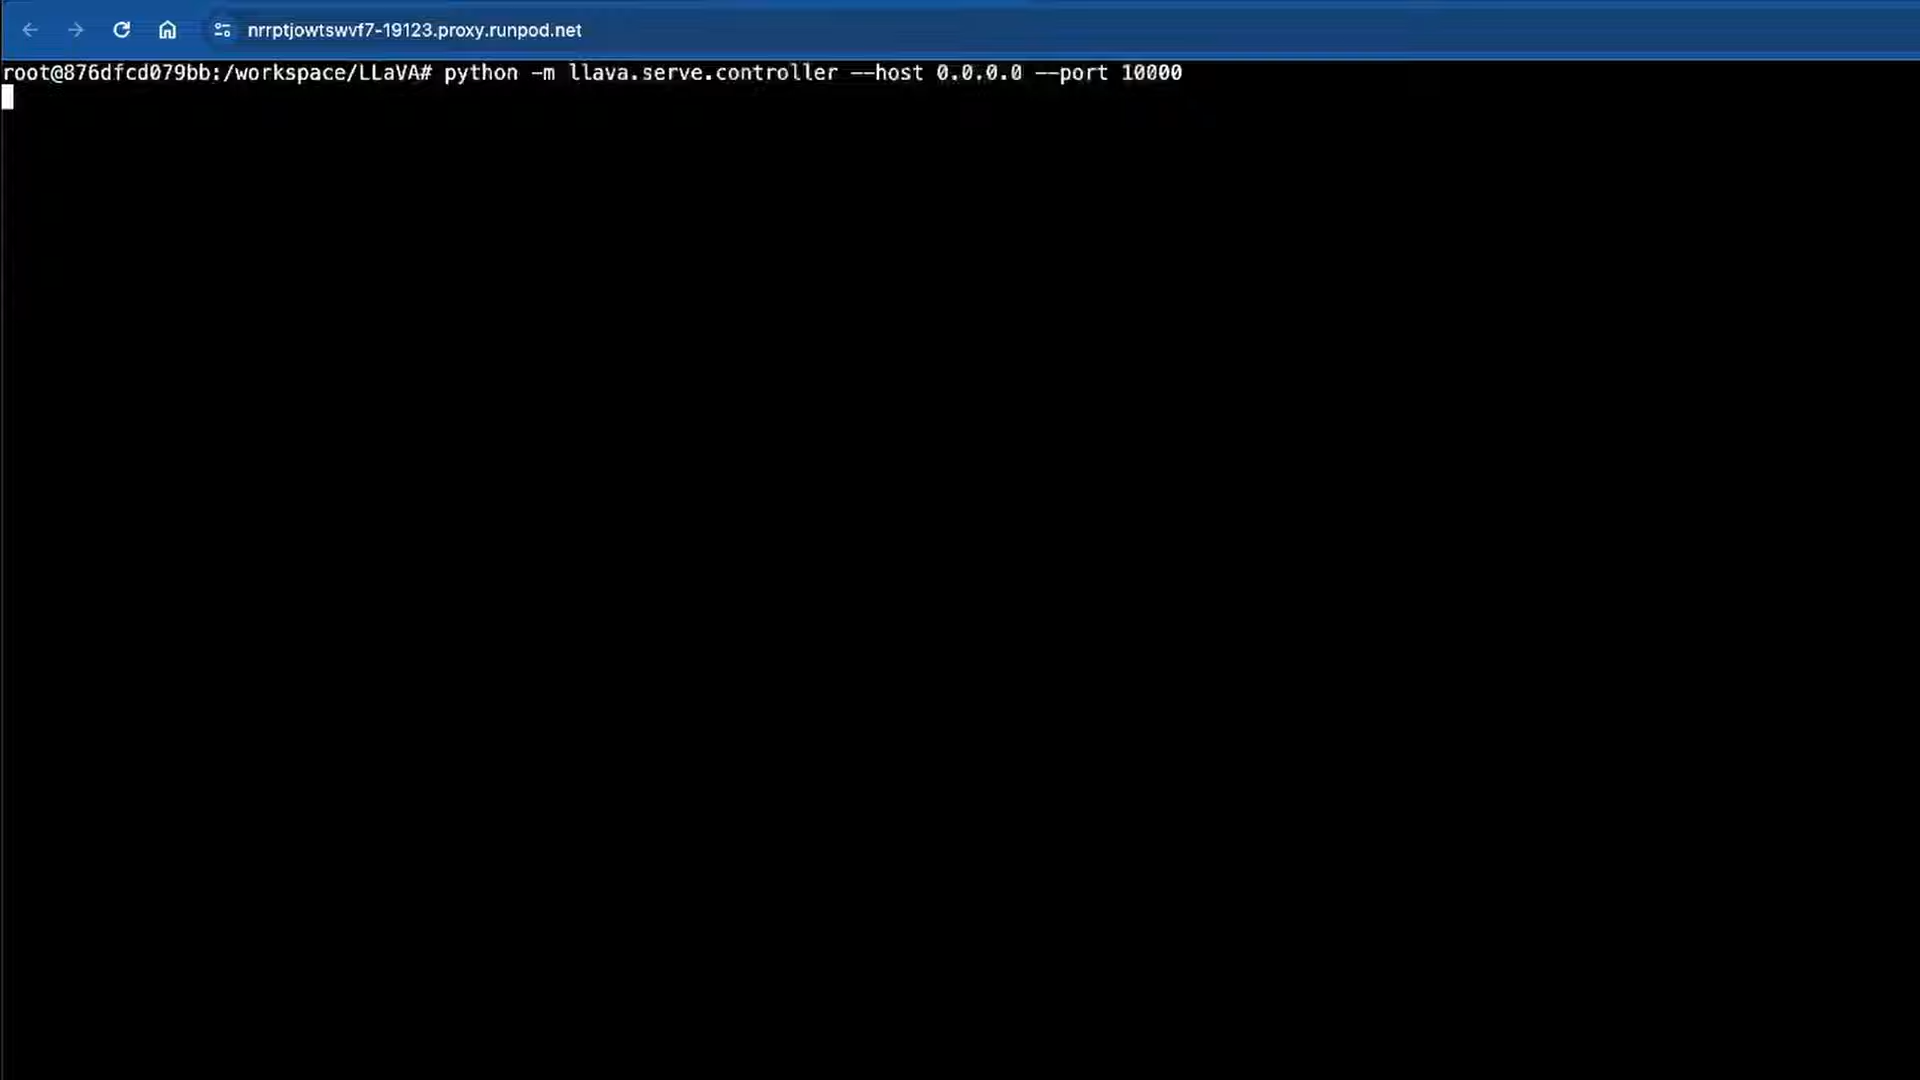 nrrptjowtswvf7-19123.proxy.runpod.net
root@876dfcd079bb:/workspace/LLaVA# python -m llava.serve.controller --host 0.0.0.0 --port 10000